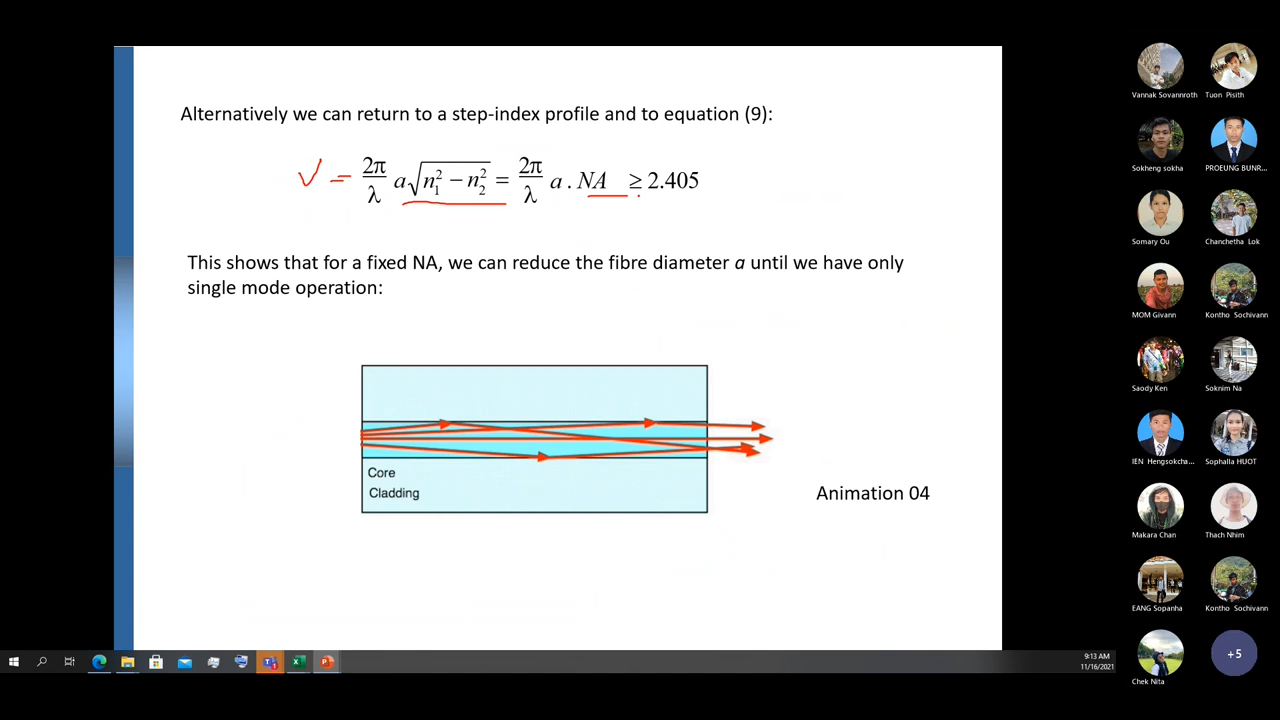 Alternatively we can return to a step-index profile and to equation (9):
V = 2π/λ a√(n₁² − n₂²) = 2π/λ a . NA ≥ 2.405
This shows that for a fixed NA, we can reduce the fibre diameter a until we have only
single mode operation:
Core
Cladding
Animation 04
Vannak Sovannroth
Tuon Pisith
Sokheng sokha
PROEUNG BUNR...
Somary Ou
Chanchetha Lok
MOM Givann
Kontho Sochivann
Saody Ken
Soknim Na
IEN Hengsokcha...
Sophalla HUOT
Makara Chan
Thach Nhim
EANG Sopanha
Kontho Sochivann
Chek Nita
+5
9:13 AM
11/16/2021